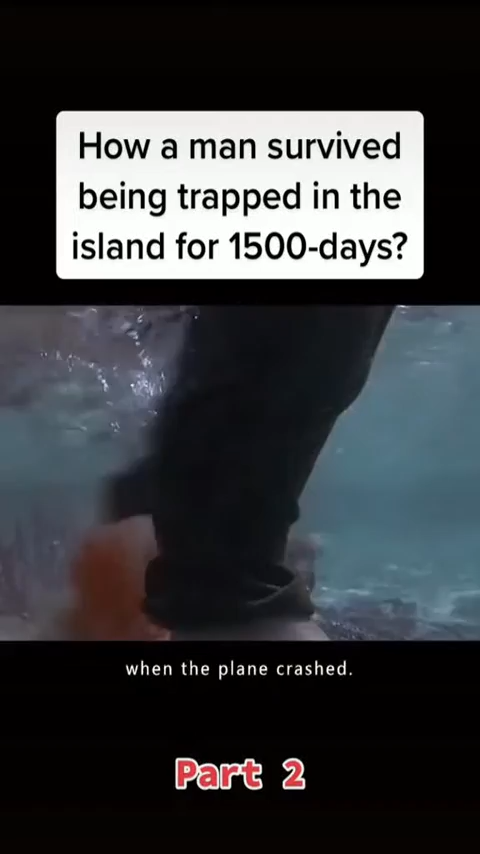 How a man survived
being trapped in the
island for 1500-days?
when the plane crashed.
Part 2